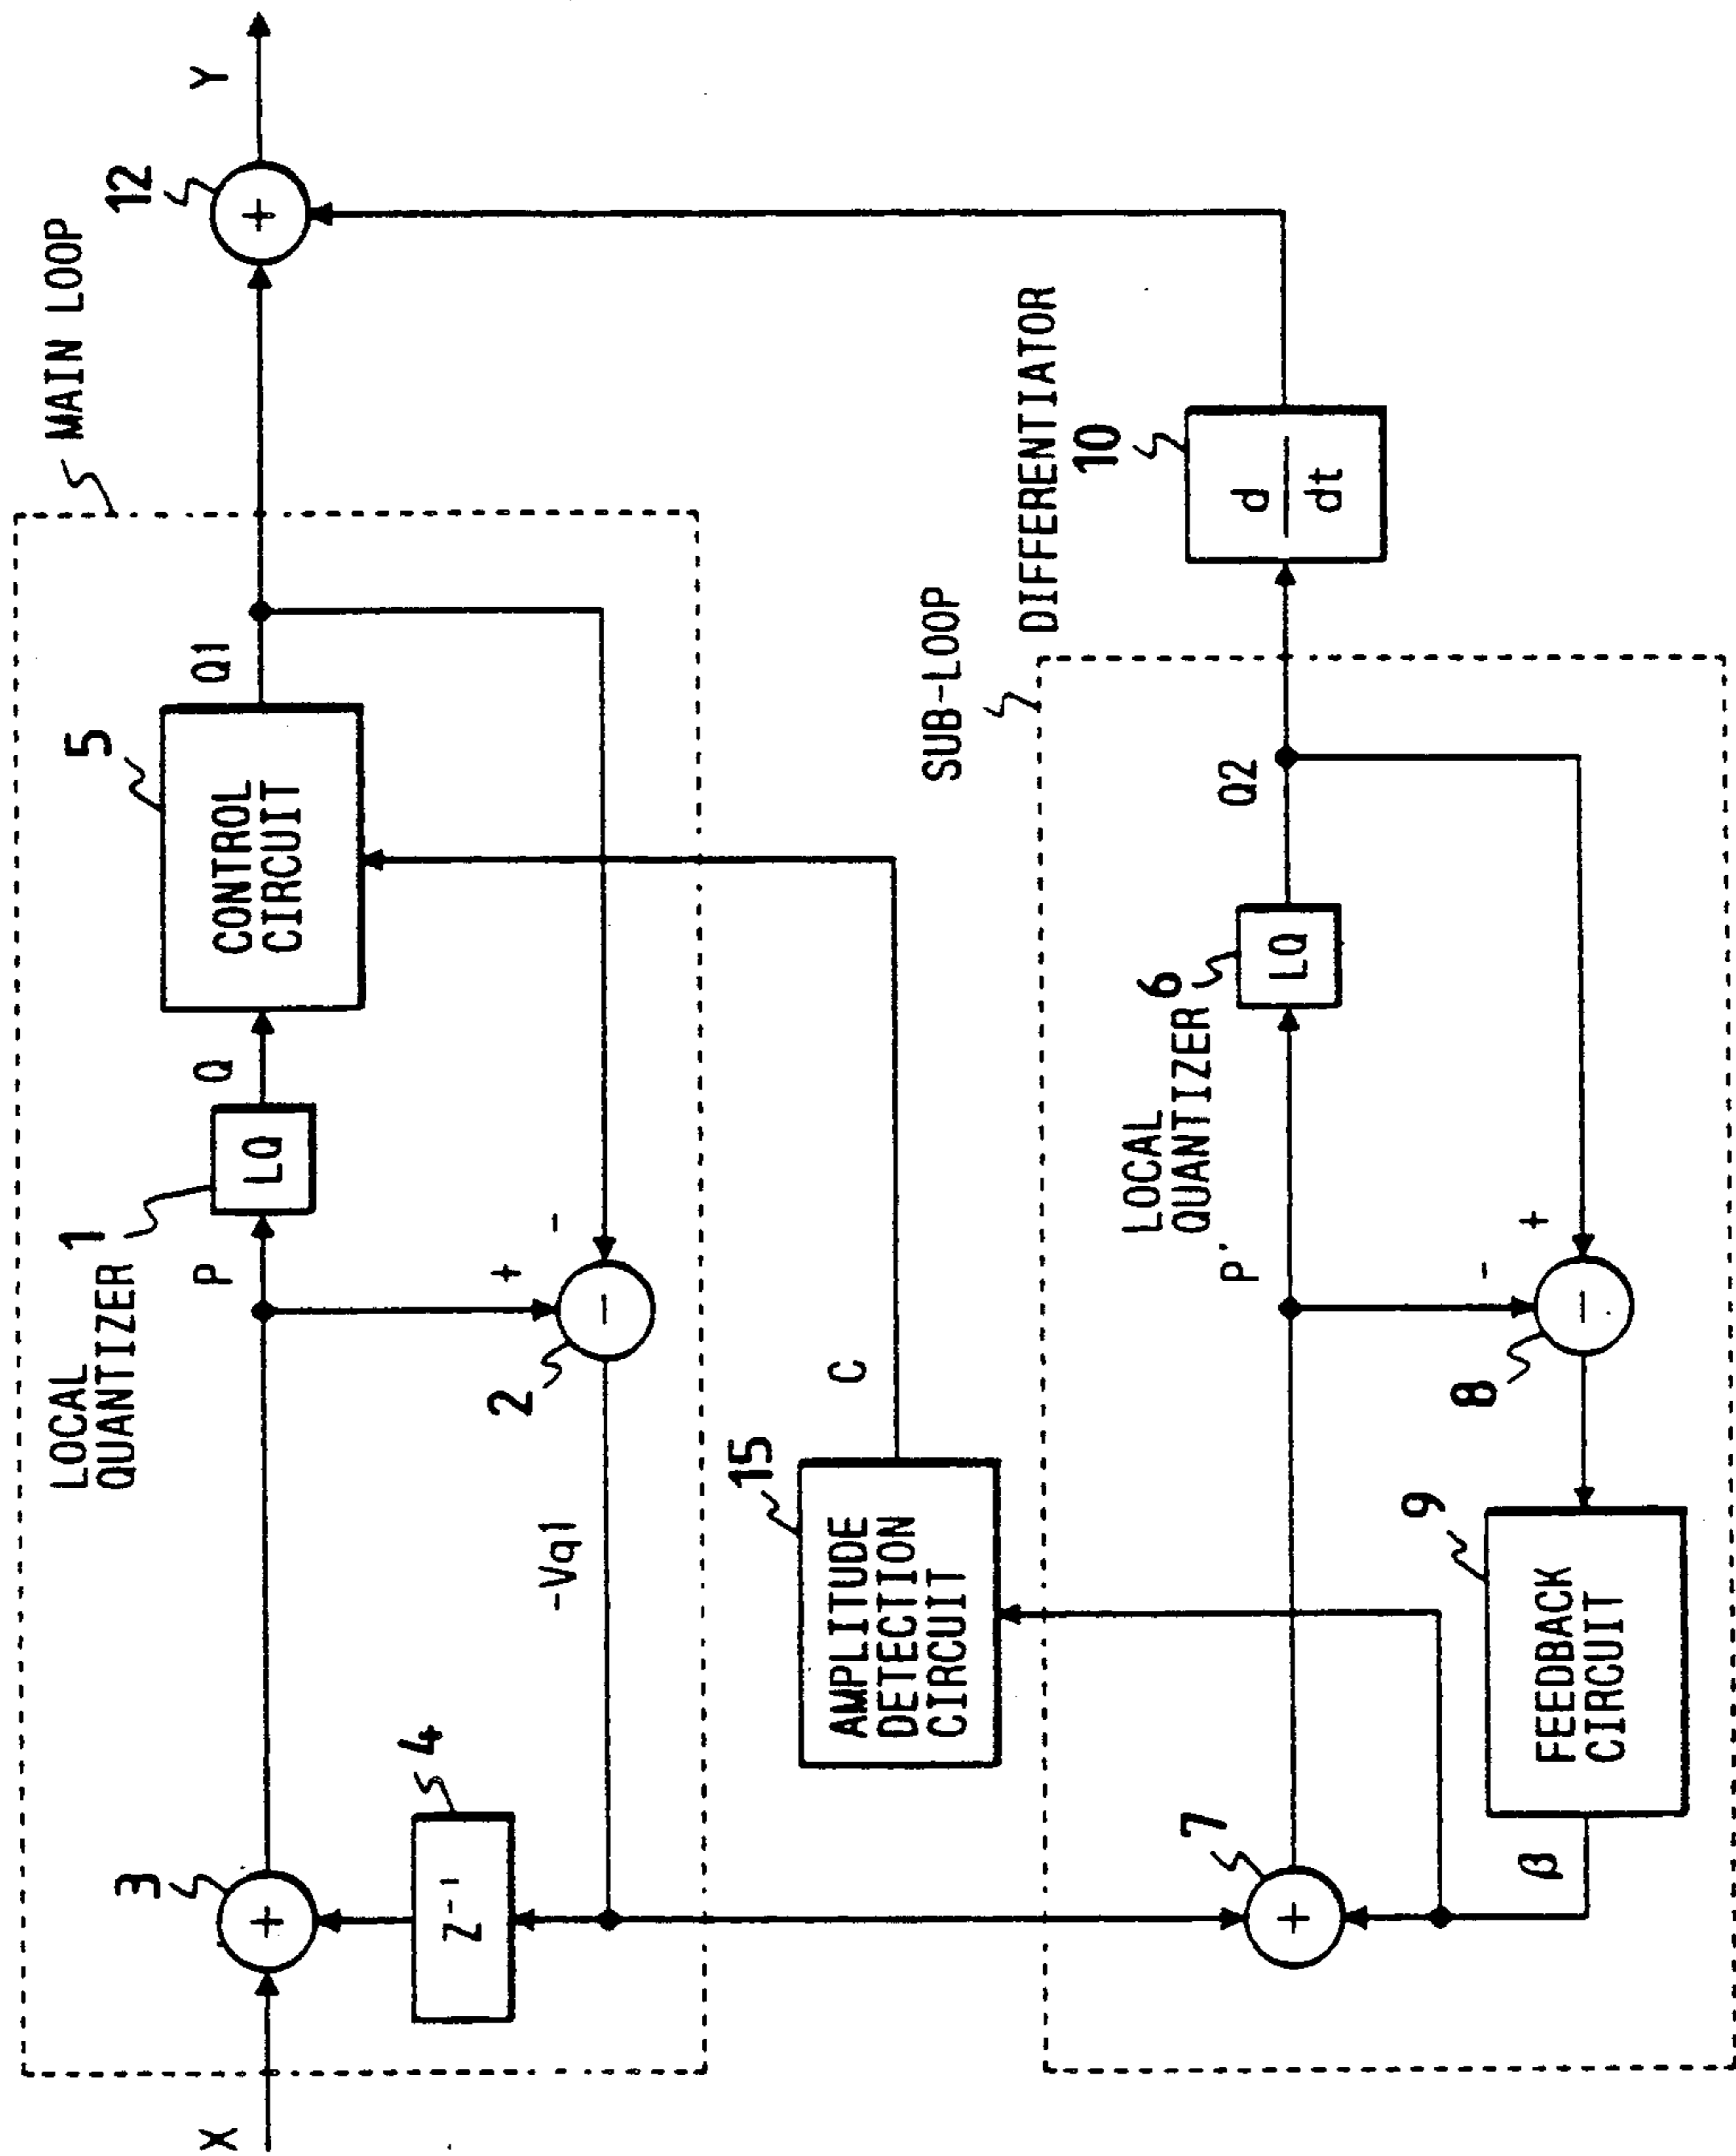 MAIN LOOP
12
Y
+
5
CONTROL
CIRCUIT
Q1
LOCAL
QUANTIZER
1
LQ
P
Q
3
+
X
4
Z⁻¹
2
-
+
-
-Vq1
15
AMPLITUDE
DETECTION
CIRCUIT
C
SUB-LOOP
DIFFERENTIATOR
10
d
dt
LOCAL
QUANTIZER
6
LQ
P'
Q2
7
+
8
-
-
+
9
FEEDBACK
CIRCUIT
β